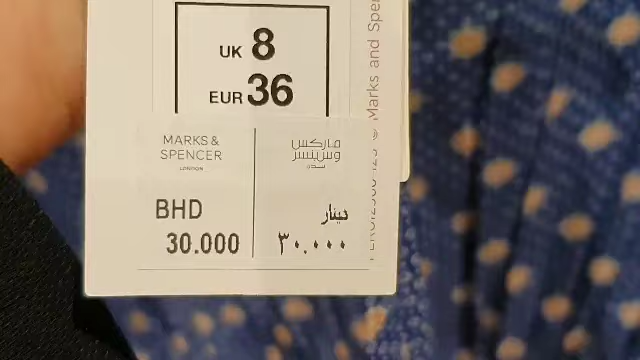 UK 8
EUR 36
Marks and Spen
MARKS &
SPENCER
LONDON
BHD
30.000
ماركس
وسبنسر
لندن
دينار
٣٠.٠٠٠